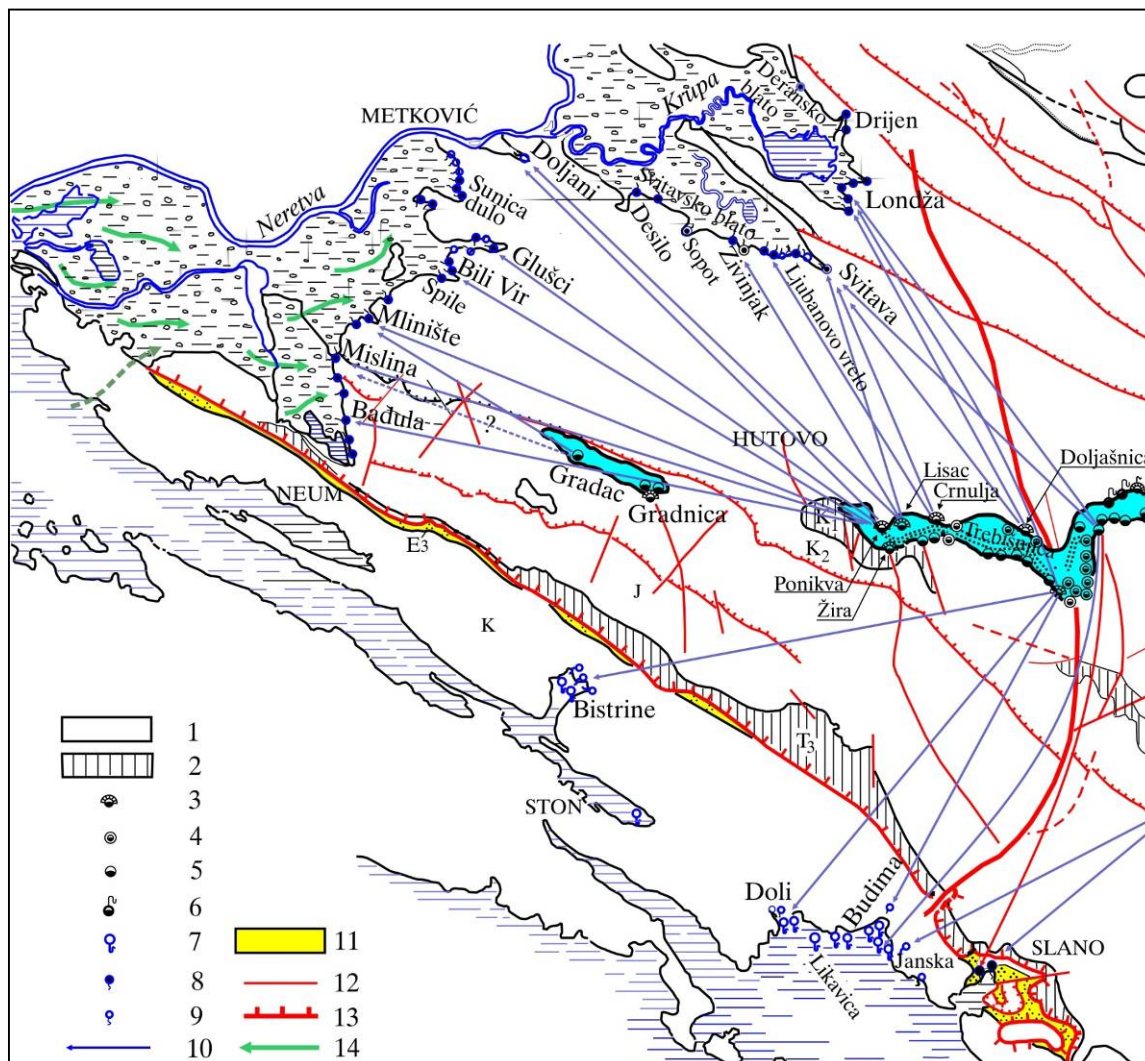 METKOVIĆ
Neretva
Krupa
Deransko
blato
Drijen
Londža
Doljani
Svitavsko blato
Desilo
Sopot
Živinjak
Ljubanovo vrelo
Svitava
Sunica
dulo
Glušci
Bili Vir
Spile
Mlinište
Mislina
Bađula
?
Gradac
Gradnica
HUTOVO
Lisac
Crnulja
Doljašnica
Trebišnjica
K
K2
Ponikva
Žira
NEUM
E3
J
K
Bistrine
T3
STON
Doli
Budima
Likavica
Janska
SLANO
1
2
3
4
5
6
7
8
9
10
11
12
13
14